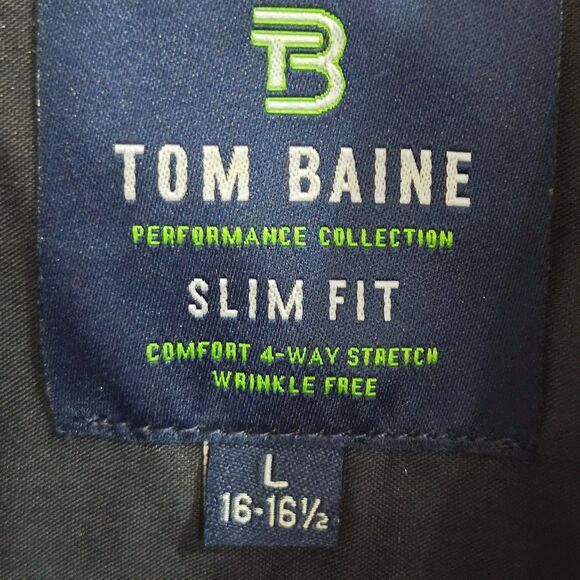 TB
TOM BAINE
PERFORMANCE COLLECTION
SLIM FIT
COMFORT 4-WAY STRETCH
WRINKLE FREE
L
16-16½